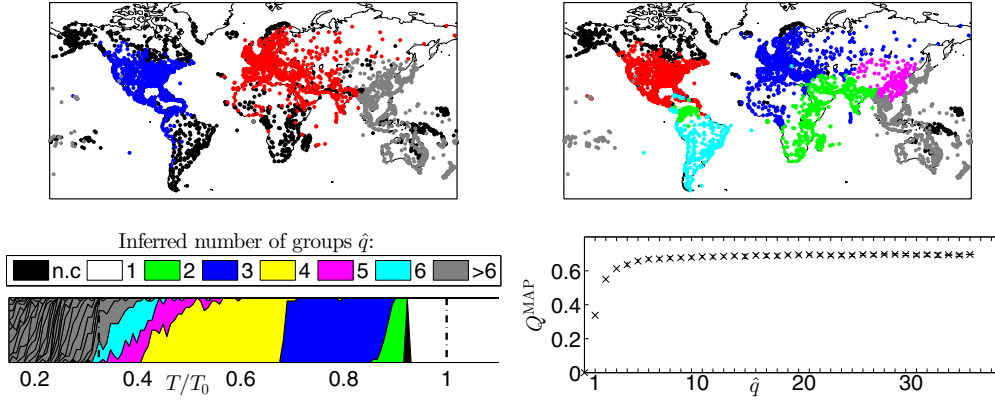 Inferred number of groups q̂:
n.c 1 2 3 4 5 6 >6
0.2 0.4 T/T₀ 0.6 0.8 1
Q^MAP
0.6
0.4
0.2
0
1 10 q̂ 20 30